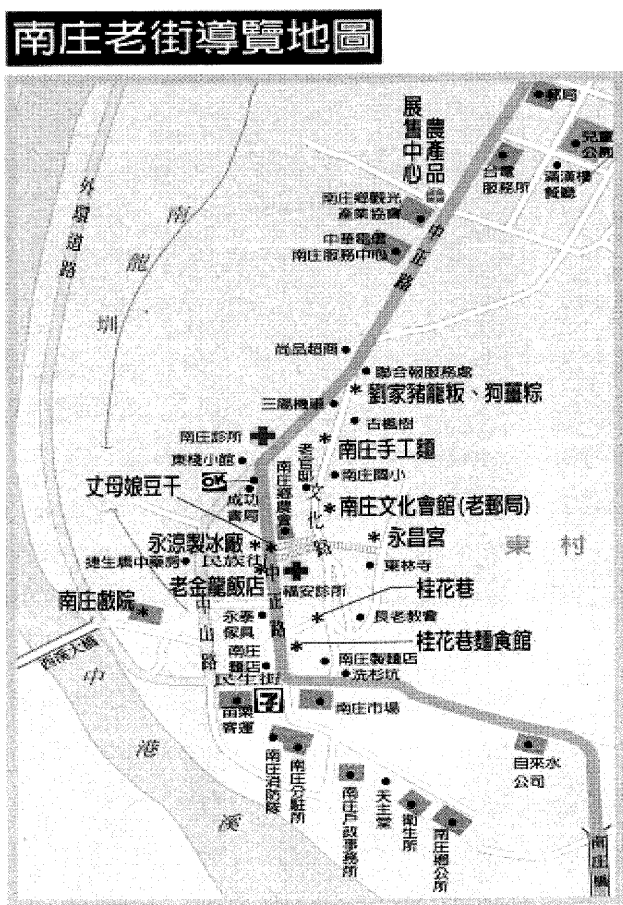 南庄老街導覽地圖
郵局
兒童
公園
農產品
展售中心
台電
服務所
滿漢樓
餐廳
外環道路
南龍圳
南庄鄉觀光
產業協會
中華電信
南庄服務中心
中正路
尚品超商
聯合報服務處
劉家豬籠粄、狗薑粽
三陽機車
古楓樹
南庄診所
南庄手工麵
東棧小館
老官邸
南庄國小
OK
成功
書局
南庄鄉農會
文化路
丈母娘豆干
南庄文化會館(老郵局)
永涼製冰廠
永昌宮
東村
民族街
東林寺
老金龍飯店
福安診所
桂花巷
南庄戲院
中山路
中正路
永泰
傢具
長老教會
桂花巷麵食館
西溪大橋
南庄
麵店
南庄製麵店
洗衫坑
民生街
中港溪
苗栗
客運
7
南庄市場
南庄消防隊
南庄分駐所
南庄戶政事務所
天主堂
衛生所
南庄鄉公所
自來水
公司
南庄橋